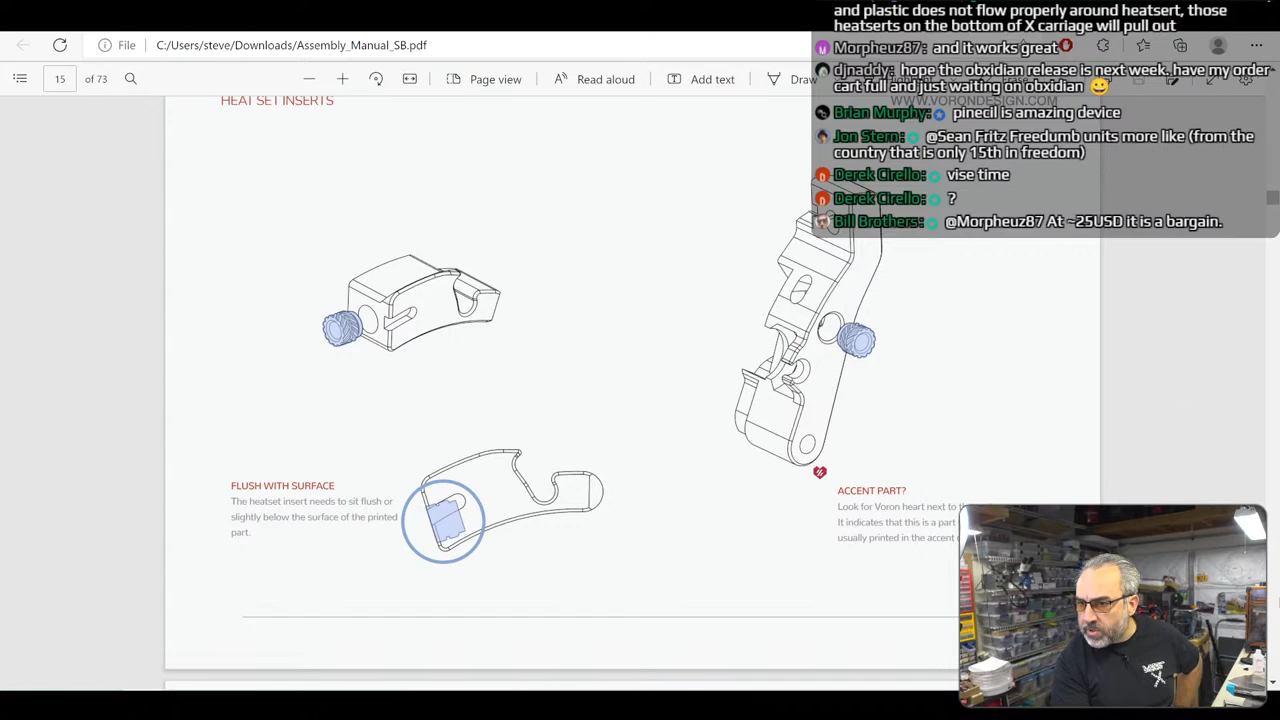 and plastic does not flow properly around heatsert, those
heatserts on the bottom of X carriage will pull out
File
C:/Users/steve/Downloads/Assembly_Manual_SB.pdf
Morpheuz87: and it works great
15 of 73
Page view
Read aloud
Add text
Draw
djnaddy: hope the obxidian release is next week. have my order
cart full and just waiting on obxidian 😀
HEAT SET INSERTS
WWW.VORONDESIGN.COM
Brian Murphy: pinecil is amazing device
Jon Stern: @Sean Fritz Freedumb units more like (from the
country that is only 15th in freedom)
Derek Cirello: vise time
Derek Cirello: ?
Bill Brothers: @Morpheuz87 At ~25USD it is a bargain.
FLUSH WITH SURFACE
The heatset insert needs to sit flush or
slightly below the surface of the printed
part.
ACCENT PART?
Look for Voron heart next to
It indicates that this is a part
usually printed in the accent